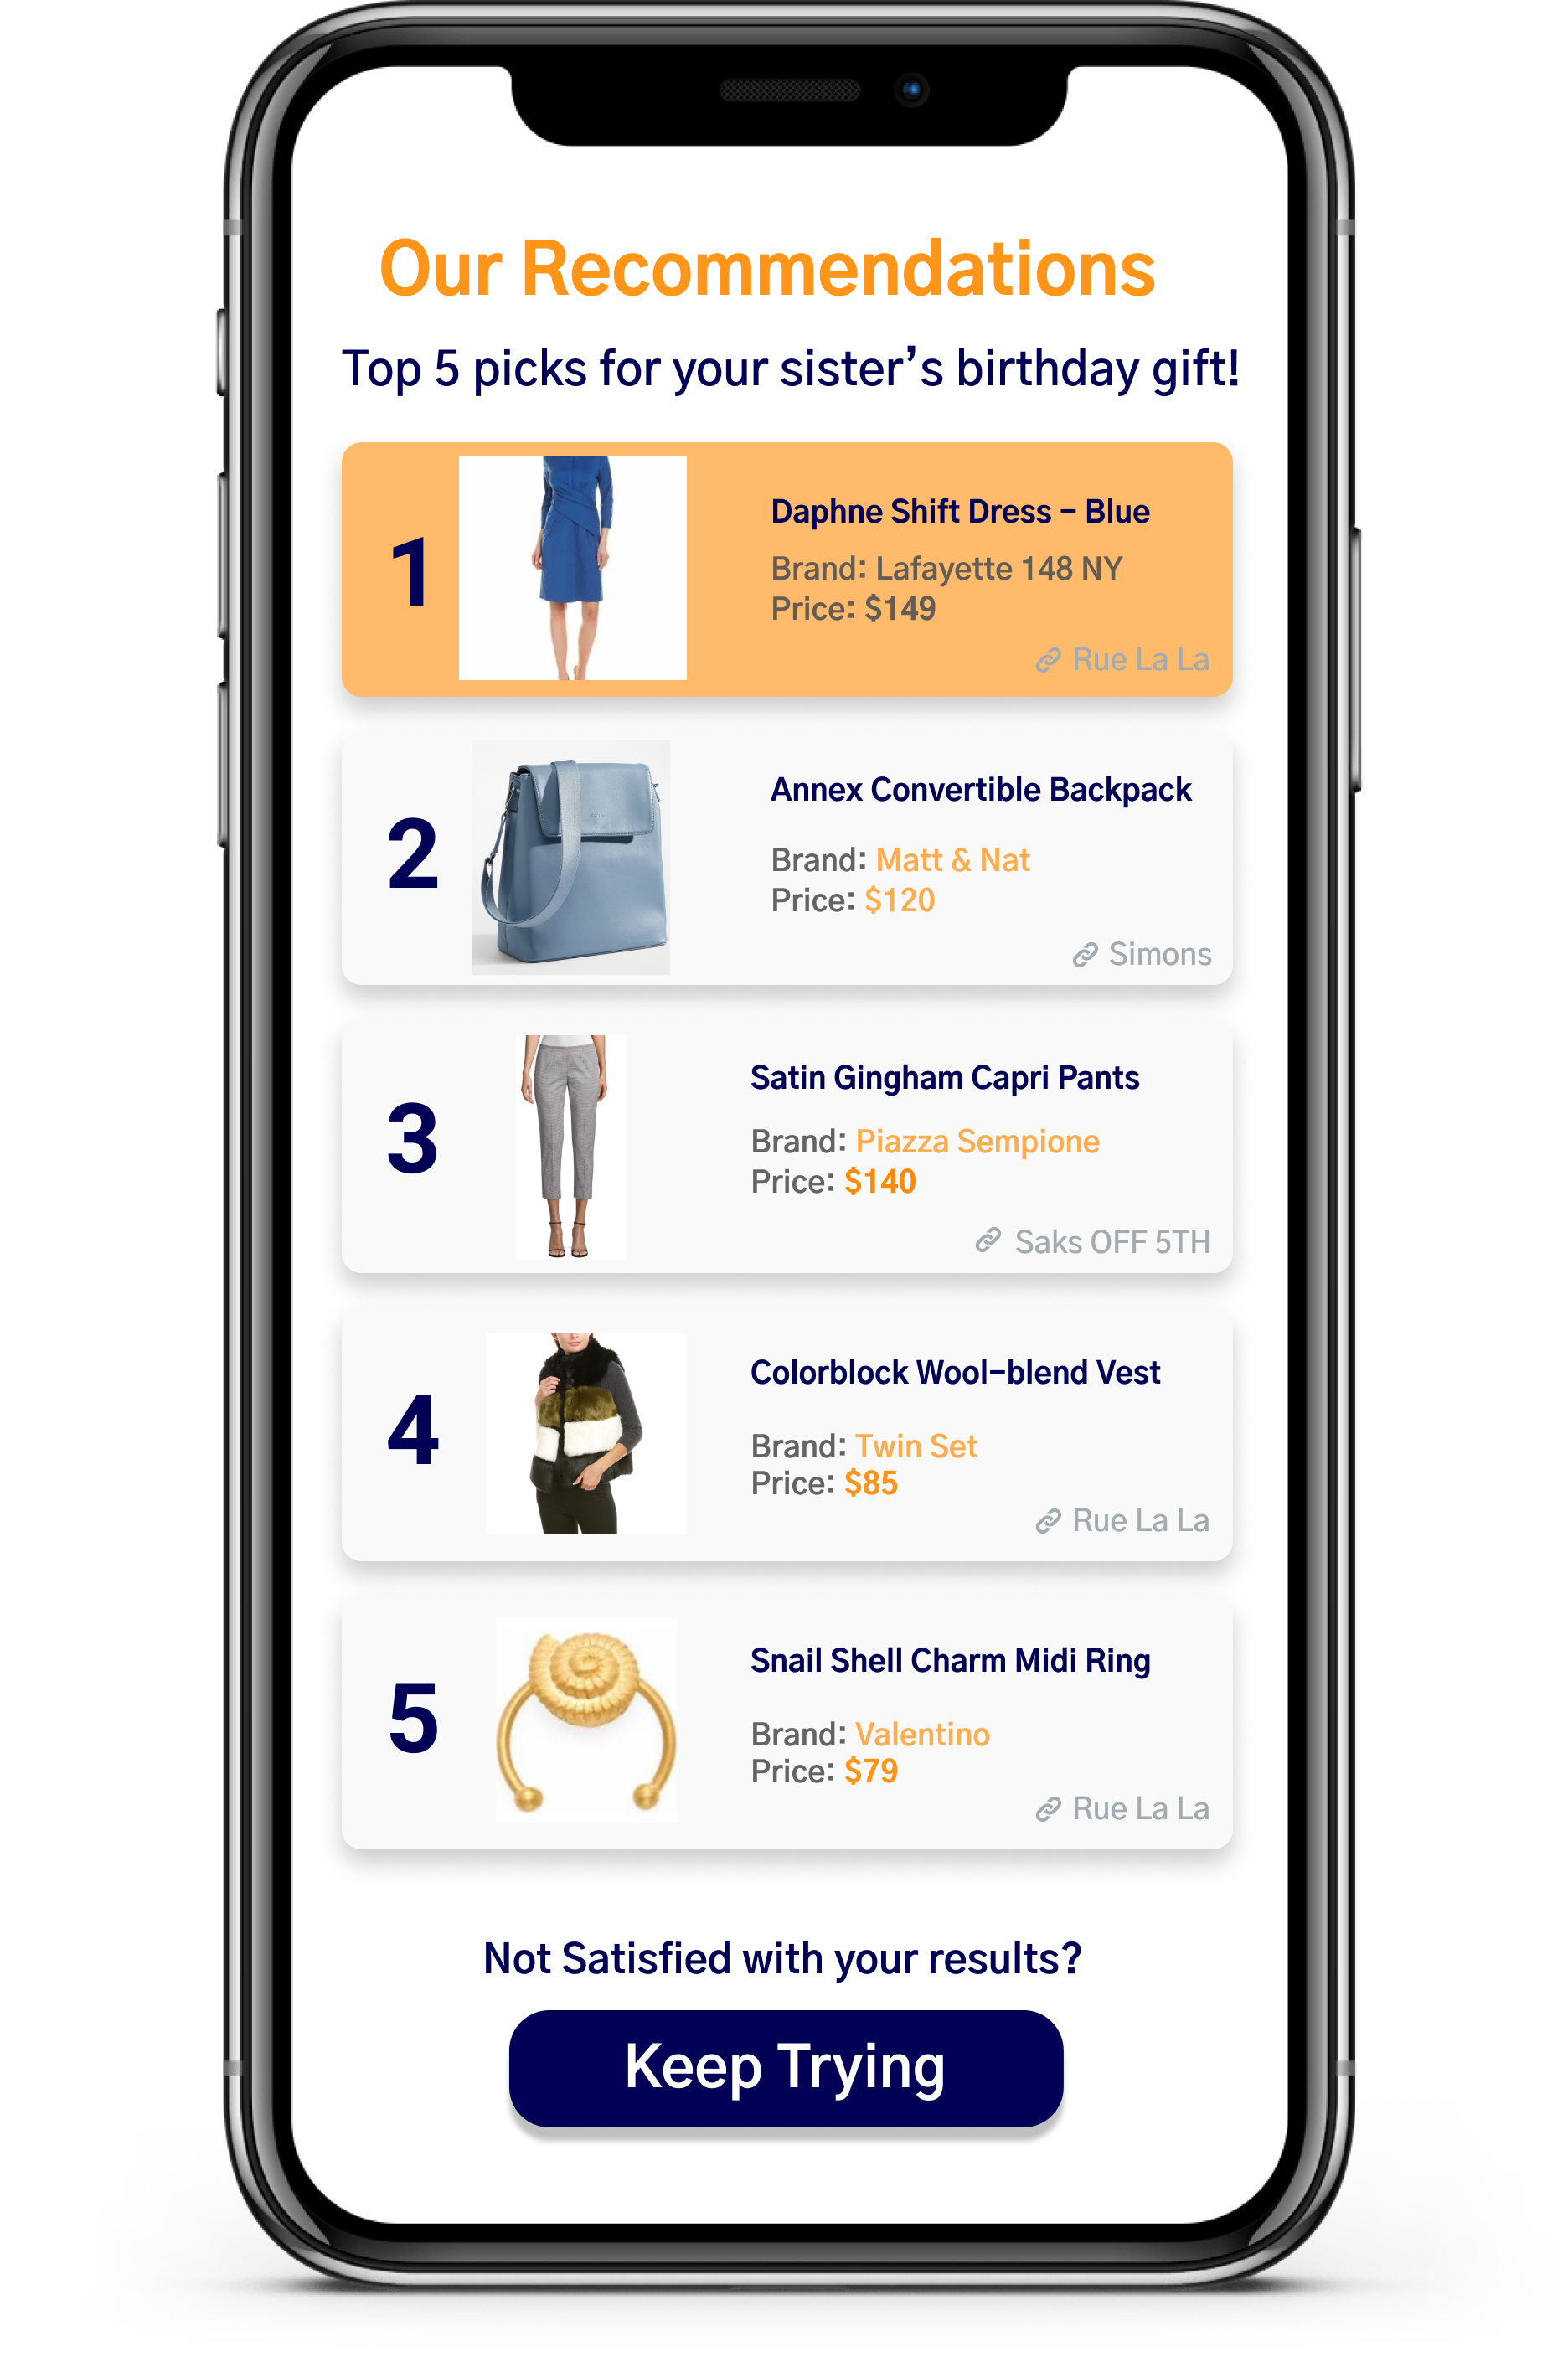 Our Recommendations
Top 5 picks for your sister’s birthday gift!
1
Daphne Shift Dress - Blue
Brand: Lafayette 148 NY
Price: $149
Rue La La
2
Annex Convertible Backpack
Brand: Matt & Nat
Price: $120
Simons
3
Satin Gingham Capri Pants
Brand: Piazza Sempione
Price: $140
Saks OFF 5TH
4
Colorblock Wool-blend Vest
Brand: Twin Set
Price: $85
Rue La La
5
Snail Shell Charm Midi Ring
Brand: Valentino
Price: $79
Rue La La
Not Satisfied with your results?
Keep Trying